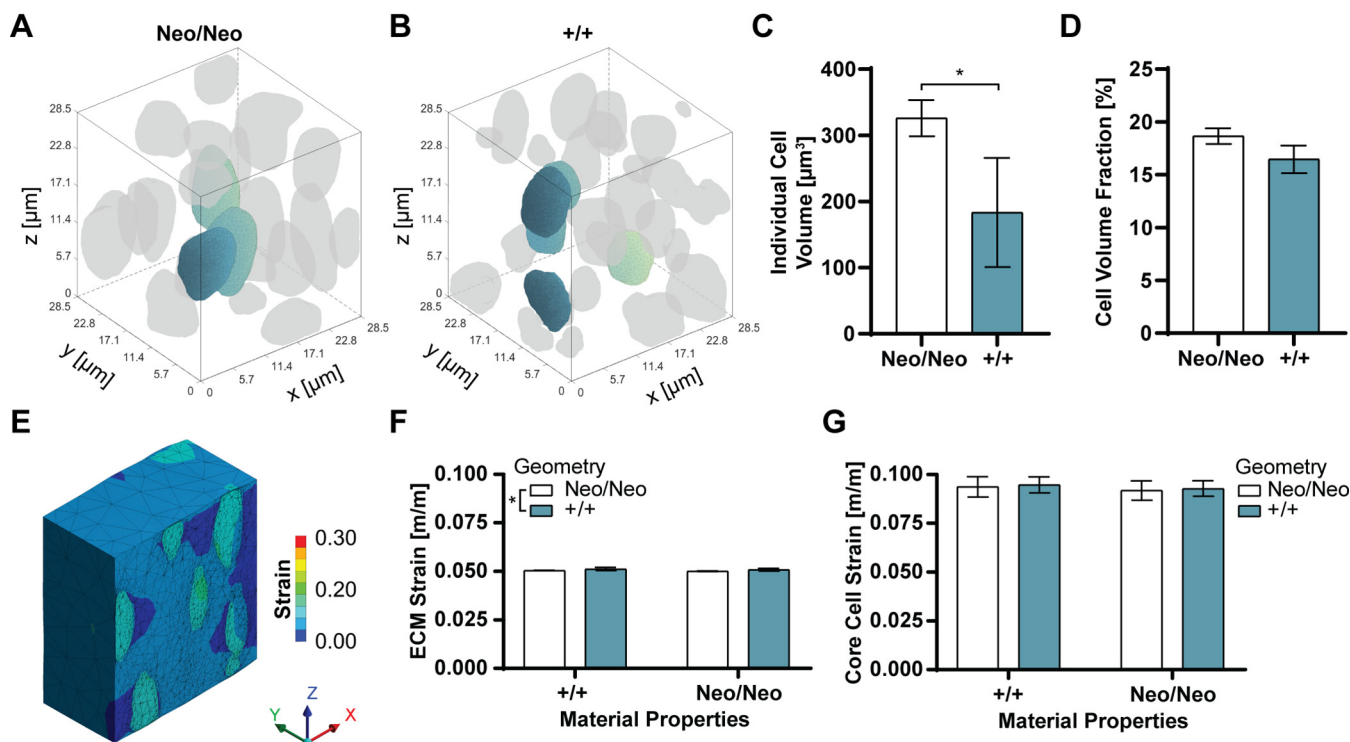 A
Neo/Neo
z [µm]
28.5
22.8
17.1
11.4
5.7
0
28.5
22.8
17.1
11.4
5.7
0
y [µm]
0
5.7
11.4
17.1
22.8
28.5
x [µm]
B
+/+
z [µm]
28.5
22.8
17.1
11.4
5.7
0
28.5
22.8
17.1
11.4
5.7
0
y [µm]
0
5.7
11.4
17.1
22.8
28.5
x [µm]
C
Individual Cell
Volume [µm³]
400
300
200
100
0
*
Neo/Neo +/+
D
Cell Volume Fraction [%]
25
20
15
10
5
0
Neo/Neo +/+
E
Strain
0.30
0.20
0.00
Z
Y
X
F
ECM Strain [m/m]
0.100
0.075
0.050
0.025
0.000
Geometry
Neo/Neo
*
+/+
+/+ Neo/Neo
Material Properties
G
Core Cell Strain [m/m]
0.100
0.075
0.050
0.025
0.000
Geometry
Neo/Neo
+/+
+/+ Neo/Neo
Material Properties